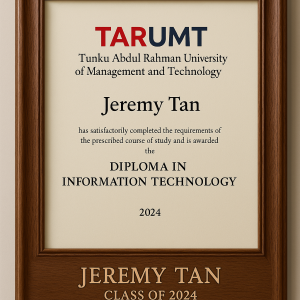 TARUMT
Tunku Abdul Rahman University
of Management and Technology
Jeremy Tan
has satisfactorily completed the requirements of
the prescribed course of study and is awarded
the
DIPLOMA IN
INFORMATION TECHNOLOGY
2024
JEREMY TAN
CLASS OF 2024